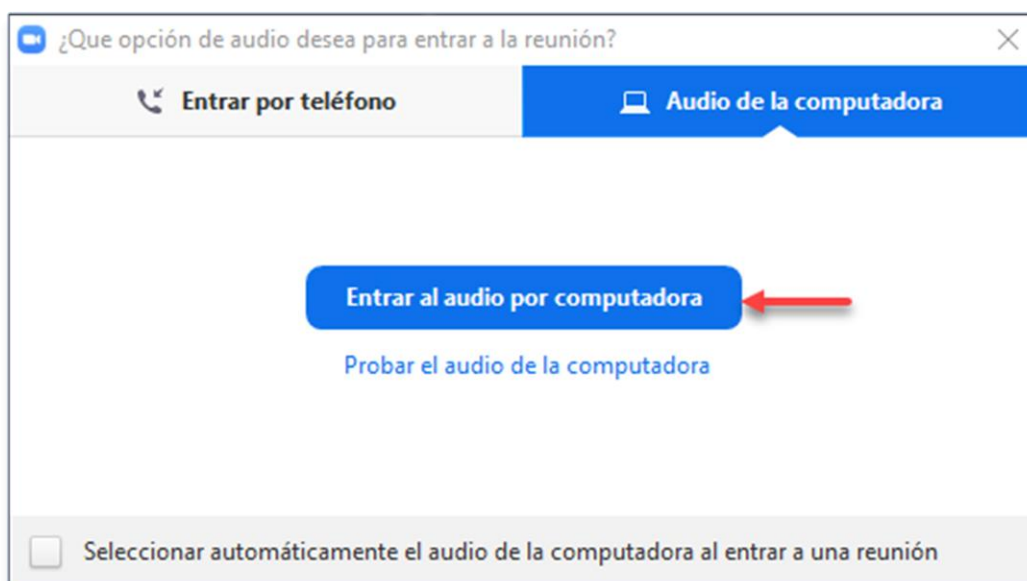 ¿Que opción de audio desea para entrar a la reunión?
Entrar por teléfono
Audio de la computadora
Entrar al audio por computadora
Probar el audio de la computadora
Seleccionar automáticamente el audio de la computadora al entrar a una reunión